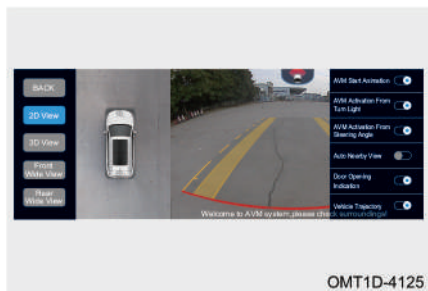 BACK
2D View
3D View
Front
Wide View
Rear
Wide View
AVM Start Animation
AVM Activation From
Turn Light
AVM Activation From
Steering Angle
Auto Nearby View
Door Opening
Indication
Vehicle Trajectory
Welcome to AVM system,please check surroundings!
OMT1D-4125